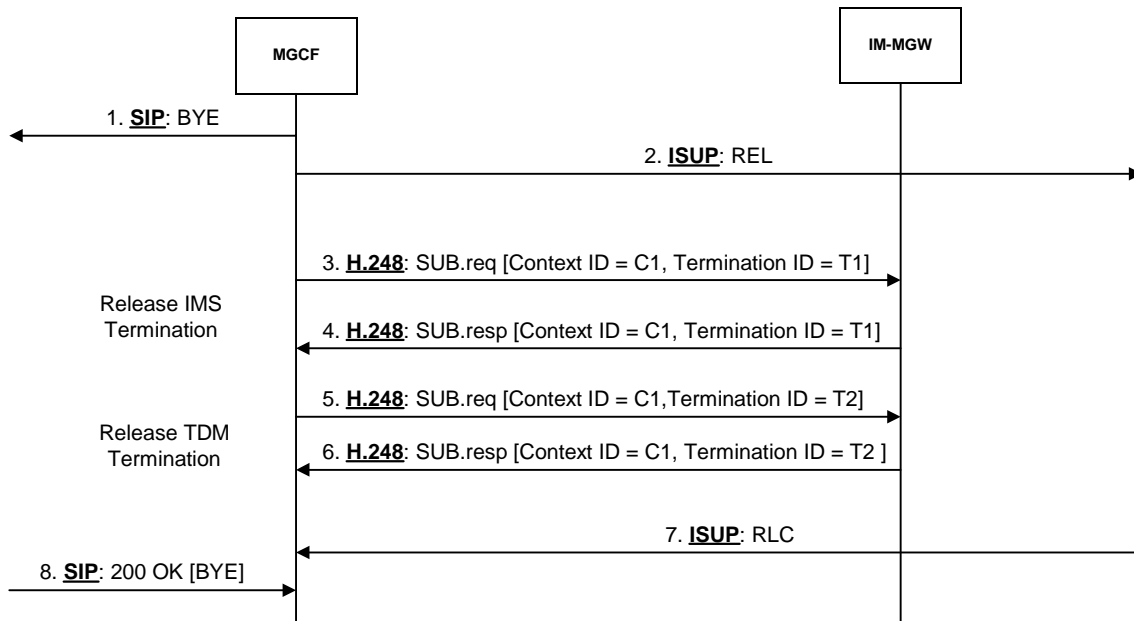 MGCF
IM-MGW
1. SIP: BYE
2. ISUP: REL
3. H.248: SUB.req [Context ID = C1, Termination ID = T1]
Release IMS
Termination
4. H.248: SUB.resp [Context ID = C1, Termination ID = T1]
5. H.248: SUB.req [Context ID = C1,Termination ID = T2]
Release TDM
Termination
6. H.248: SUB.resp [Context ID = C1, Termination ID = T2 ]
7. ISUP: RLC
8. SIP: 200 OK [BYE]